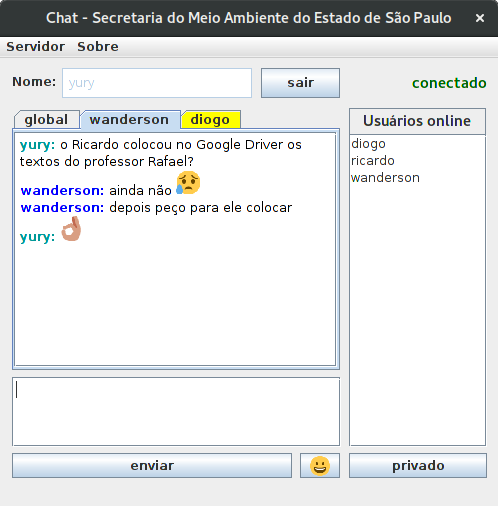 Chat - Secretaria do Meio Ambiente do Estado de São Paulo
Servidor Sobre
Nome: yury sair conectado
global wanderson diogo
Usuários online
yury: o Ricardo colocou no Google Driver os
textos do professor Rafael?
wanderson: ainda não 😥
wanderson: depois peço para ele colocar
yury: 👌🏽
diogo
ricardo
wanderson
enviar privado